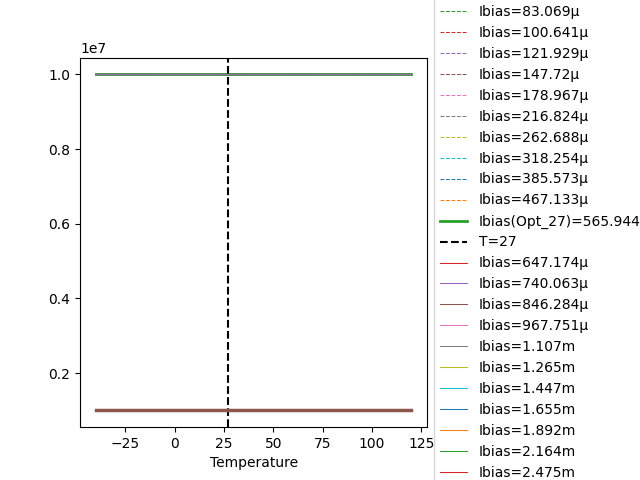 1e7
1.0
0.8
0.6
0.4
0.2
−25
0
25
50
75
100
125
Temperature
Ibias=83.069μ
Ibias=100.641μ
Ibias=121.929μ
Ibias=147.72μ
Ibias=178.967μ
Ibias=216.824μ
Ibias=262.688μ
Ibias=318.254μ
Ibias=385.573μ
Ibias=467.133μ
Ibias(Opt_27)=565.944
T=27
Ibias=647.174μ
Ibias=740.063μ
Ibias=846.284μ
Ibias=967.751μ
Ibias=1.107m
Ibias=1.265m
Ibias=1.447m
Ibias=1.655m
Ibias=1.892m
Ibias=2.164m
Ibias=2.475m